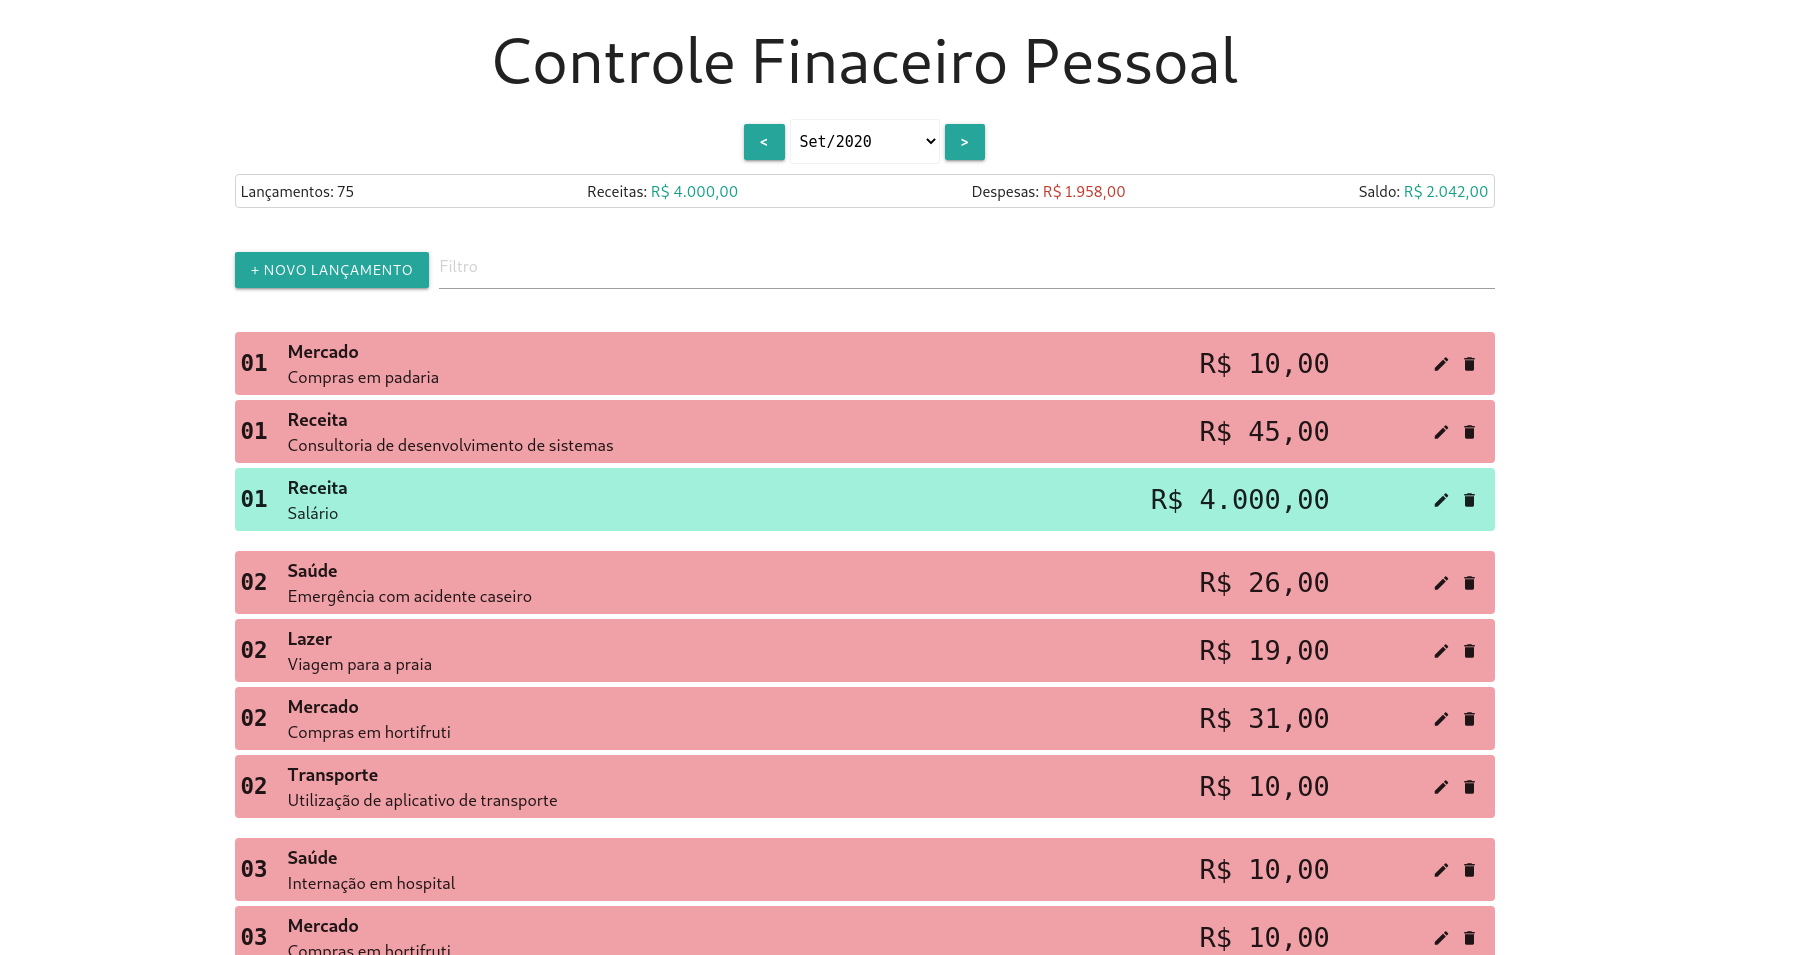 Controle Finaceiro Pessoal
< Set/2020 >
Lançamentos: 75 Receitas: R$ 4.000,00 Despesas: R$ 1.958,00 Saldo: R$ 2.042,00
+ NOVO LANÇAMENTO Filtro
01 Mercado R$ 10,00
Compras em padaria
01 Receita R$ 45,00
Consultoria de desenvolvimento de sistemas
01 Receita R$ 4.000,00
Salário
02 Saúde R$ 26,00
Emergência com acidente caseiro
02 Lazer R$ 19,00
Viagem para a praia
02 Mercado R$ 31,00
Compras em hortifruti
02 Transporte R$ 10,00
Utilização de aplicativo de transporte
03 Saúde R$ 10,00
Internação em hospital
03 Mercado R$ 10,00
Compras em hortifruti